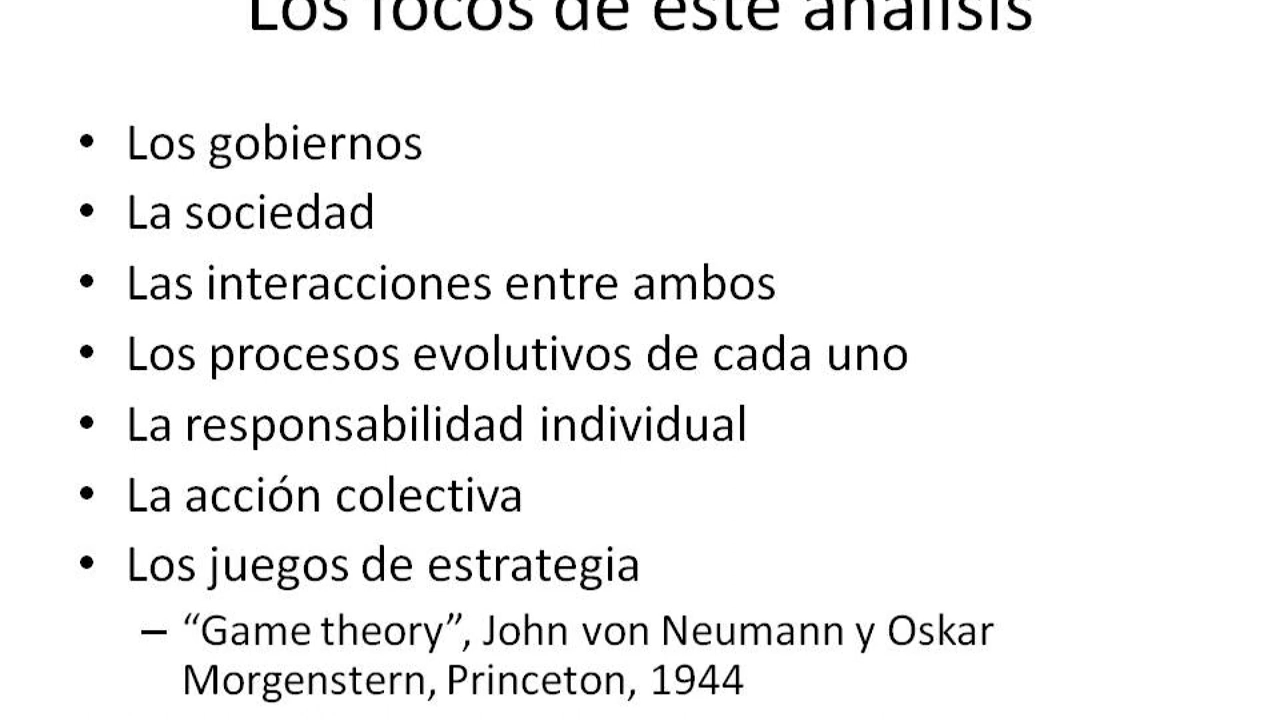 Los focos de este análisis
• Los gobiernos
• La sociedad
• Las interacciones entre ambos
• Los procesos evolutivos de cada uno
• La responsabilidad individual
• La acción colectiva
• Los juegos de estrategia
– “Game theory”, John von Neumann y Oskar
Morgenstern, Princeton, 1944